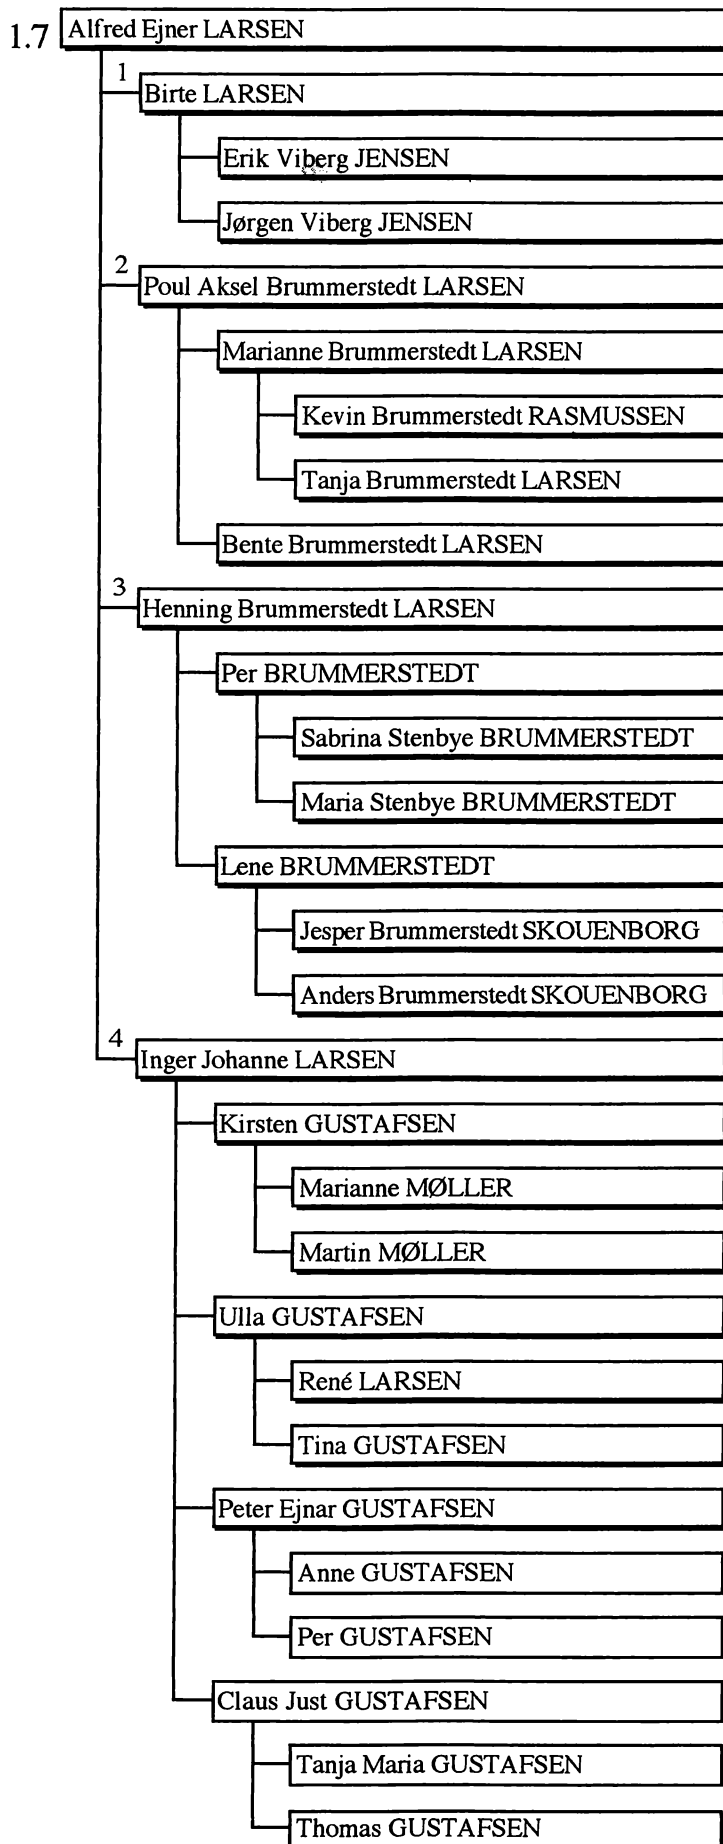 1.7 Alfred Ejner LARSEN
1
Birte LARSEN
Erik Viberg JENSEN
Jørgen Viberg JENSEN
2
Poul Aksel Brummerstedt LARSEN
Marianne Brummerstedt LARSEN
Kevin Brummerstedt RASMUSSEN
Tanja Brummerstedt LARSEN
Bente Brummerstedt LARSEN
3
Henning Brummerstedt LARSEN
Per BRUMMERSTEDT
Sabrina Stenbye BRUMMERSTEDT
Maria Stenbye BRUMMERSTEDT
Lene BRUMMERSTEDT
Jesper Brummerstedt SKOUENBORG
Anders Brummerstedt SKOUENBORG
4
Inger Johanne LARSEN
Kirsten GUSTAFSEN
Marianne MØLLER
Martin MØLLER
Ulla GUSTAFSEN
René LARSEN
Tina GUSTAFSEN
Peter Ejnar GUSTAFSEN
Anne GUSTAFSEN
Per GUSTAFSEN
Claus Just GUSTAFSEN
Tanja Maria GUSTAFSEN
Thomas GUSTAFSEN